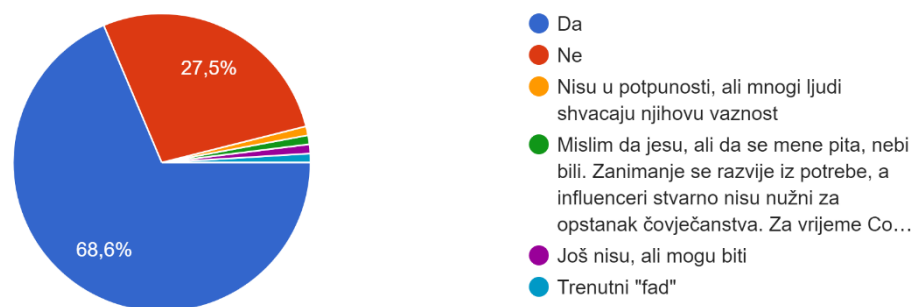 27,5%
68,6%
Da
Ne
Nisu u potpunosti, ali mnogi ljudi
shvacaju njihovu vaznost
Mislim da jesu, ali da se mene pita, nebi
bili. Zanimanje se razvije iz potrebe, a
influenceri stvarno nisu nužni za
opstanak čovječanstva. Za vrijeme Co…
Još nisu, ali mogu biti
Trenutni "fad"